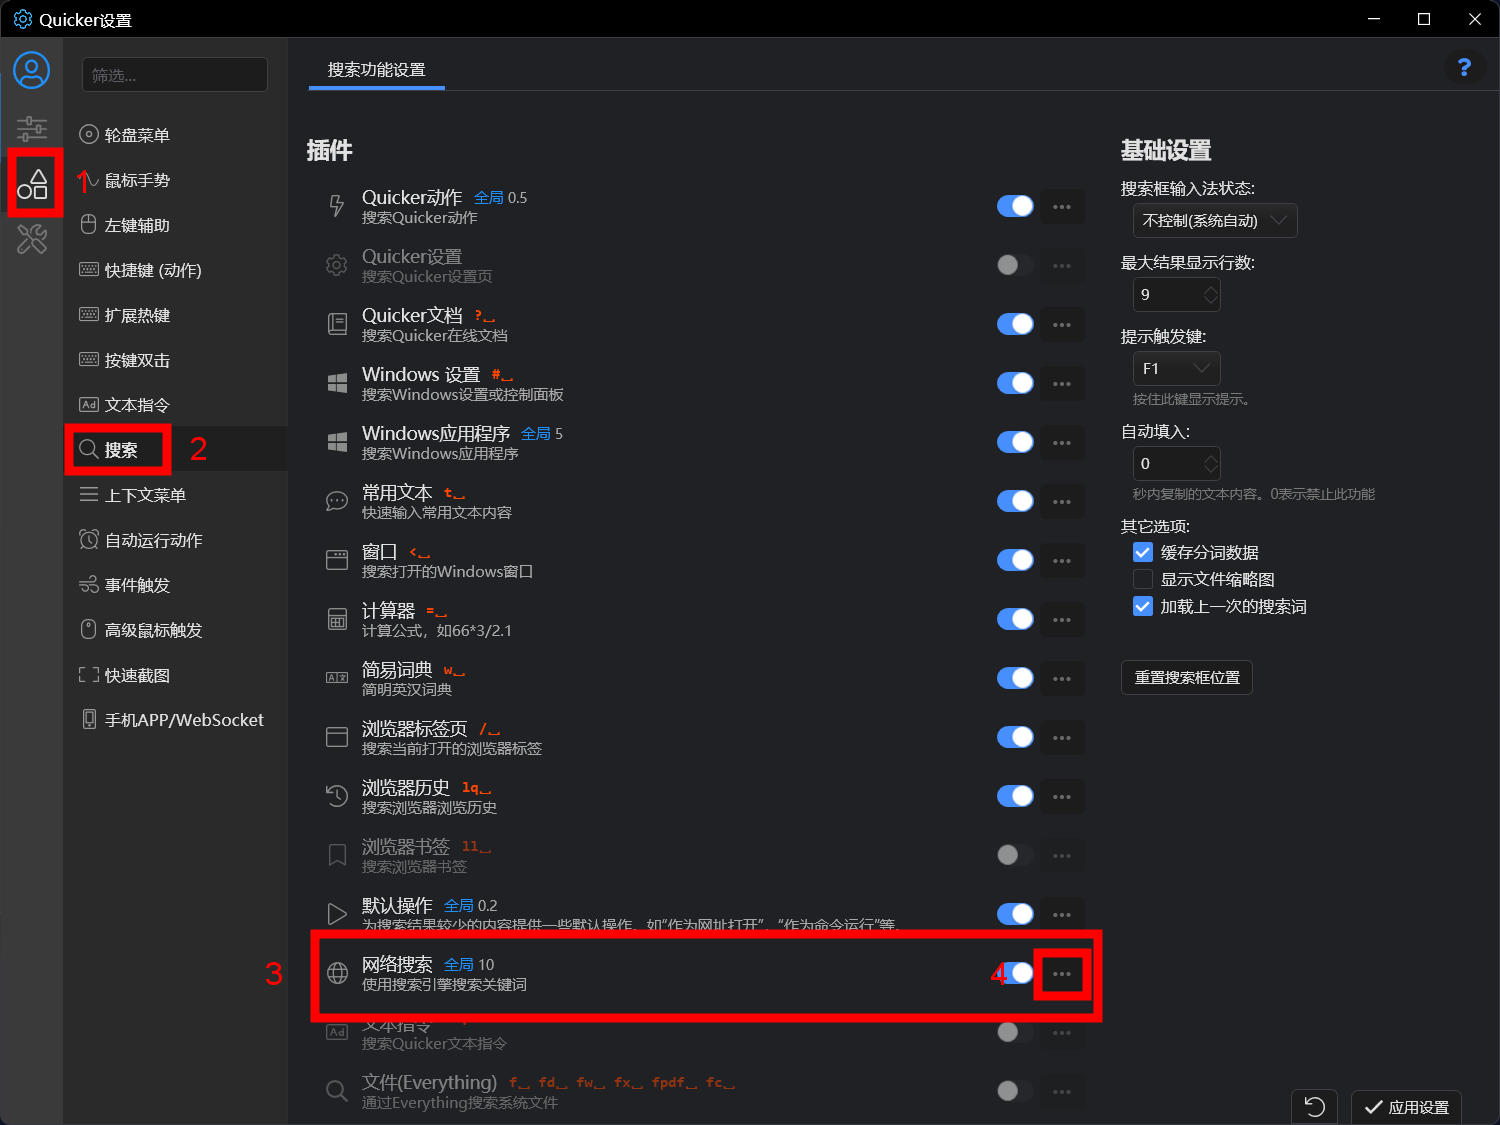 Quicker设置
筛选...
轮盘菜单
1 鼠标手势
左键辅助
快捷键 (动作)
扩展热键
按键双击
文本指令
搜索 2
上下文菜单
自动运行动作
事件触发
高级鼠标触发
快速截图
手机APP/WebSocket
搜索功能设置
?
插件
Quicker动作 全局 0.5
搜索Quicker动作
Quicker设置
搜索Quicker设置页
Quicker文档 ?␣
搜索Quicker在线文档
Windows 设置 #␣
搜索Windows设置或控制面板
Windows应用程序 全局 5
搜索Windows应用程序
常用文本 t␣
快速输入常用文本内容
窗口 <␣
搜索打开的Windows窗口
计算器 =␣
计算公式，如66*3/2.1
简易词典 w␣
简明英汉词典
浏览器标签页 /␣
搜索当前打开的浏览器标签
浏览器历史 lq␣
搜索浏览器浏览历史
浏览器书签 ll␣
搜索浏览器书签
默认操作 全局 0.2
为搜索结果较少的内容提供一些默认操作。如“作为网址打开”，“作为命令运行”等。
3 网络搜索 全局 10 4
使用搜索引擎搜索关键词
Ad 文本指令
搜索Quicker文本指令
文件(Everything) f␣ fd␣ fw␣ fx␣ fpdf␣ fc␣
通过Everything搜索系统文件
基础设置
搜索框输入法状态:
不控制(系统自动)
最大结果显示行数:
9
提示触发键:
F1
按住此键显示提示。
自动填入:
0
秒内复制的文本内容。0表示禁止此功能
其它选项:
缓存分词数据
显示文件缩略图
加载上一次的搜索词
重置搜索框位置
应用设置